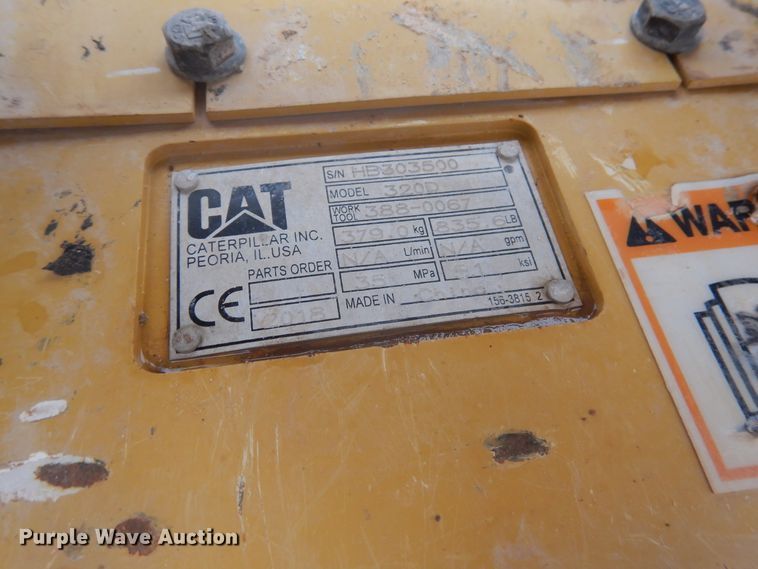 S/N HB303500
MODEL 320D
WORK TOOL 388-0067
379.0 kg 835.6 LB
N/A L/min N/A gpm
MPa ksi
CAT
CATERPILLAR INC.
PEORIA, IL.USA
PARTS ORDER
CE
2018
MADE IN
156-3815 2
WAR
Purple Wave Auction